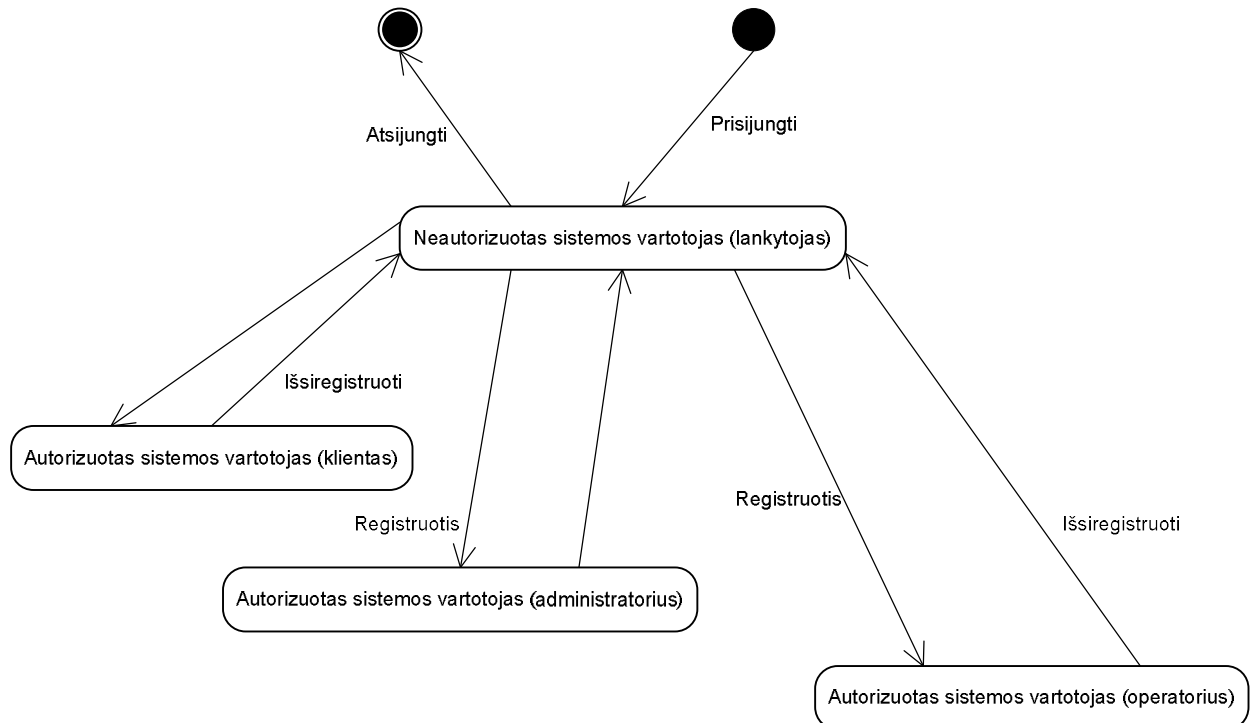 Atsijungti
Prisijungti
Neautorizuotas sistemos vartotojas (lankytojas)
Išsiregistruoti
Autorizuotas sistemos vartotojas (klientas)
Registruotis
Registruotis
Išsiregistruoti
Autorizuotas sistemos vartotojas (administratorius)
Autorizuotas sistemos vartotojas (operatorius)